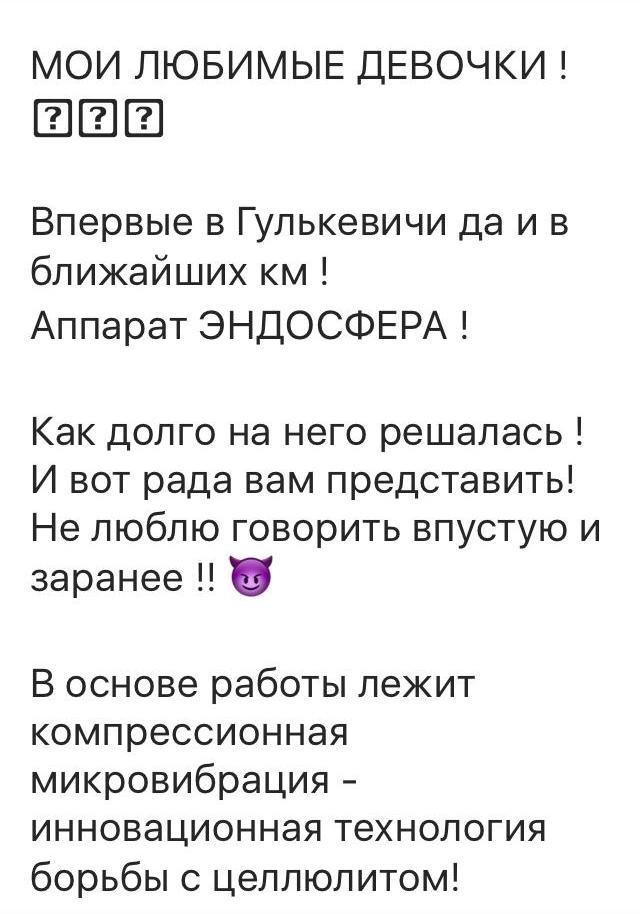 МОИ ЛЮБИМЫЕ ДЕВОЧКИ !
Впервые в Гулькевичи да и в
ближайших км !
Аппарат ЭНДОСФЕРА !
Как долго на него решалась !
И вот рада вам представить!
Не люблю говорить впустую и
заранее !! 😈
В основе работы лежит
компрессионная
микровибрация -
инновационная технология
борьбы с целлюлитом!